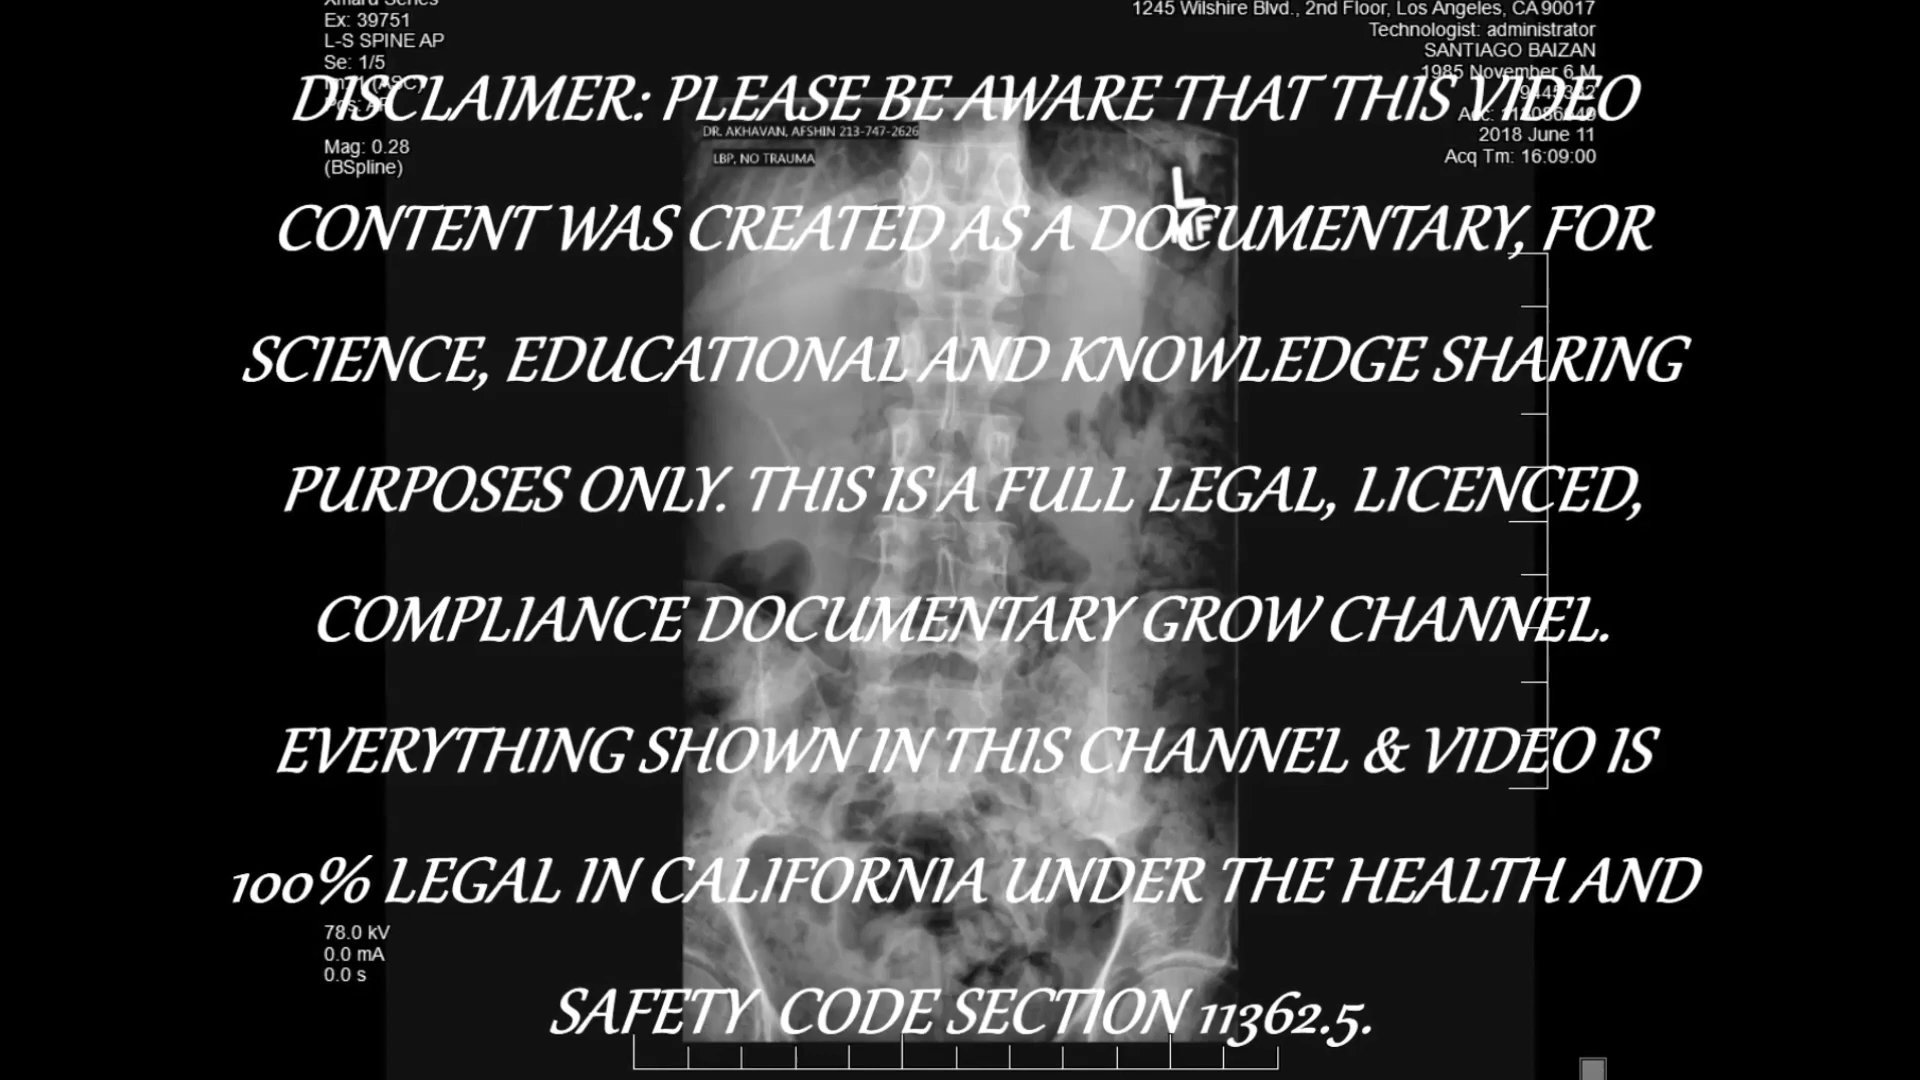 Ex: 39751
L-S SPINE AP
Se: 1/5
Mag: 0.28
(BSpline)
1245 Wilshire Blvd., 2nd Floor, Los Angeles, CA 90017
Technologist: administrator
SANTIAGO BAIZAN
1985 November 6 M
2018 June 11
Acq Tm: 16:09:00
DR. AKHAVAN, AFSHIN 213-747-2626
LBP, NO TRAUMA
L
MF
DISCLAIMER: PLEASE BE AWARE THAT THIS VIDEO
CONTENT WAS CREATED AS A DOCUMENTARY, FOR
SCIENCE, EDUCATIONAL AND KNOWLEDGE SHARING
PURPOSES ONLY. THIS IS A FULL LEGAL, LICENCED,
COMPLIANCE DOCUMENTARY GROW CHANNEL.
EVERYTHING SHOWN IN THIS CHANNEL & VIDEO IS
100% LEGAL IN CALIFORNIA UNDER THE HEALTH AND
SAFETY CODE SECTION 11362.5.
78.0 kV
0.0 mA
0.0 s